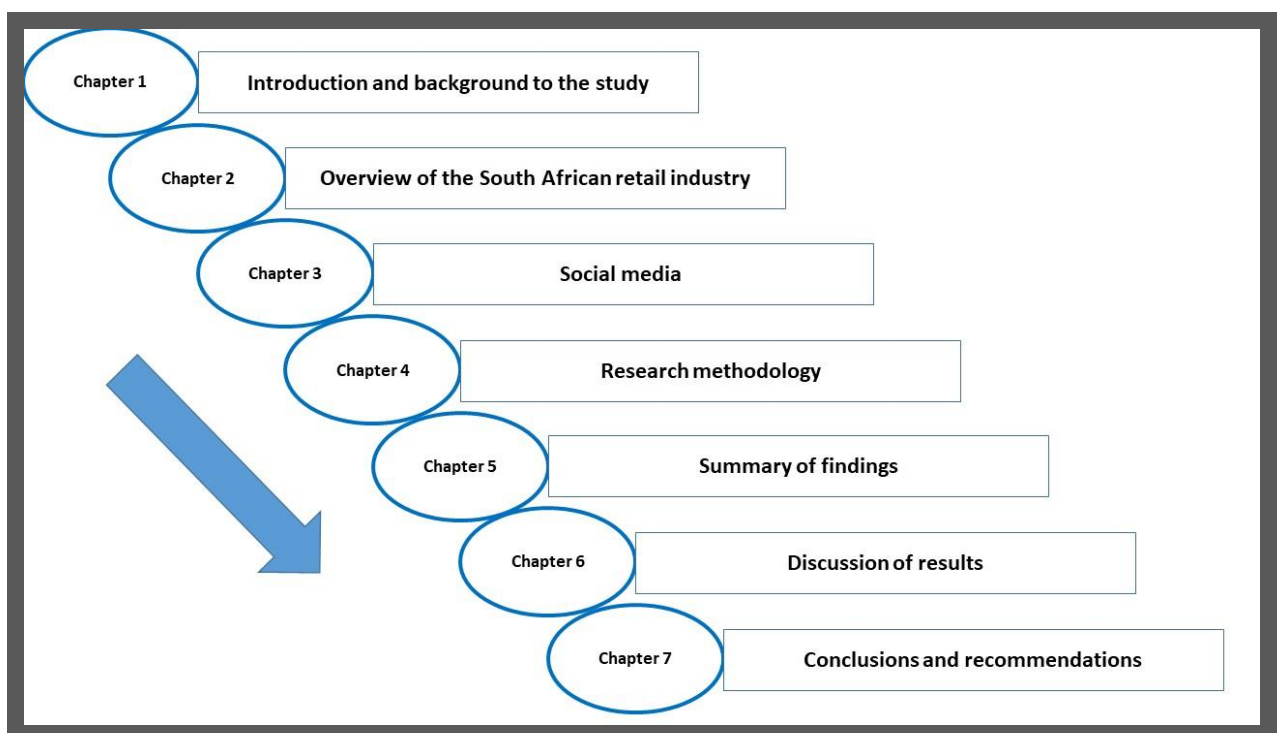 Chapter 1
Introduction and background to the study
Chapter 2
Overview of the South African retail industry
Chapter 3
Social media
Chapter 4
Research methodology
Chapter 5
Summary of findings
Chapter 6
Discussion of results
Chapter 7
Conclusions and recommendations